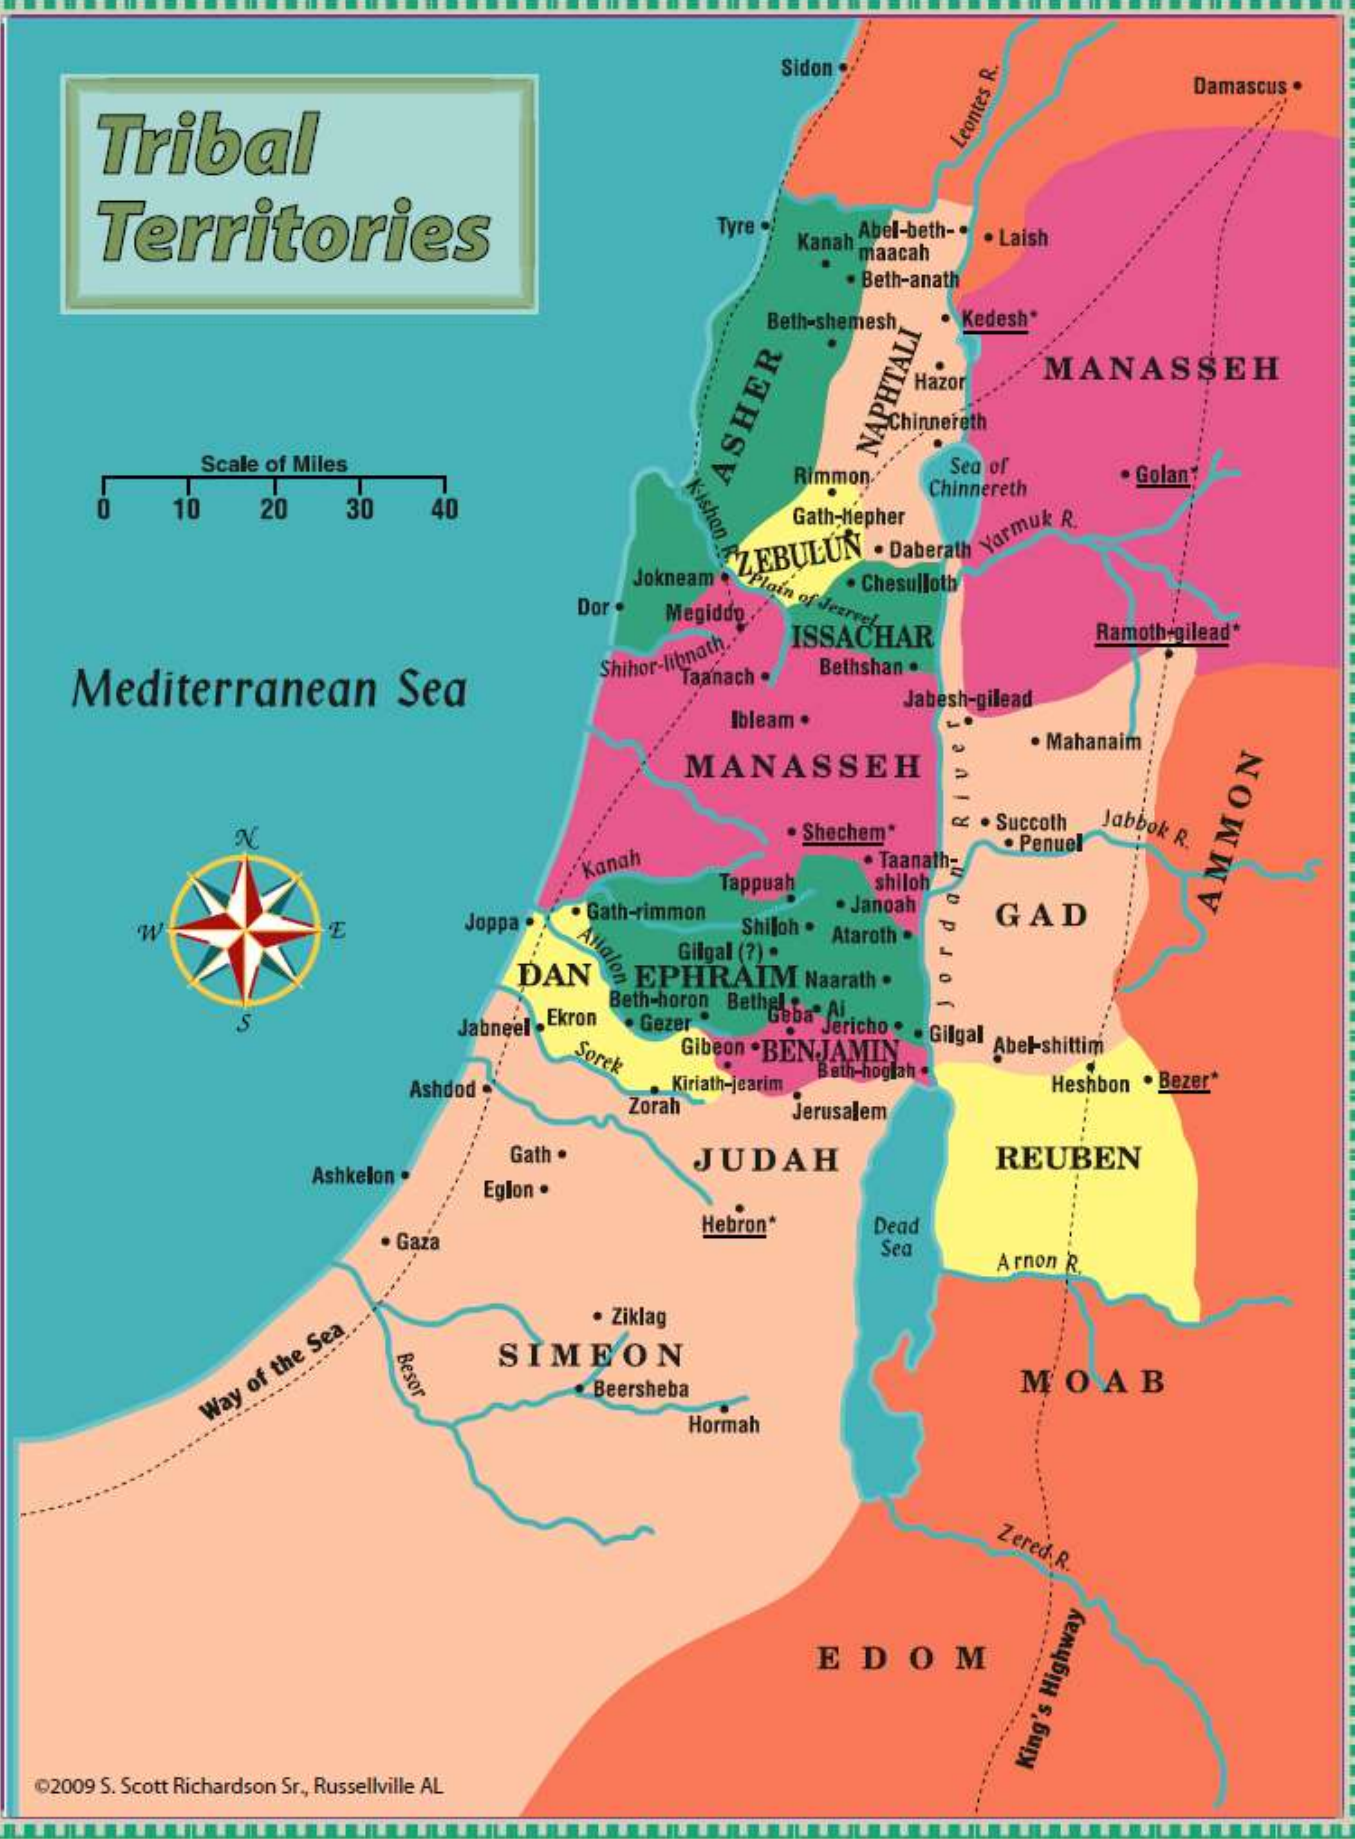 Tribal
Territories
Scale of Miles
0 10 20 30 40
Mediterranean Sea
N
W
E
S
Sidon
Leontes R.
Damascus
Tyre
Kanah
Abel-beth-
maacah
Laish
Beth-anath
Beth-shemesh
Kedesh*
ASHER
NAPHTALI
Hazor
MANASSEH
Chinnereth
Rimmon
Sea of
Chinnereth
Golan*
Kishon R.
Gath-hepher
ZEBULUN
Daberath
Yarmuk R.
Jokneam
Plain of Jezreel
Chesulloth
Dor
Megiddo
ISSACHAR
Ramoth-gilead*
Shihor-libnath
Taanach
Bethshan
Jabesh-gilead
Ibleam
Mahanaim
MANASSEH
Jordan River
AMMON
Shechem*
Succoth
Penuel
Jabbok R.
Kanah
Taanath-
shiloh
Tappuah
Janoah
Joppa
Gath-rimmon
Shiloh
Ataroth
GAD
Aijalon
Gilgal (?)
DAN
EPHRAIM
Naarath
Beth-horon
Bethel
Ai
Jabneel
Ekron
Gezer
Geba
Jericho
Gilgal
Gibeon
BENJAMIN
Abel-shittim
Sorek
Beth-hoglah
Heshbon
Bezer*
Ashdod
Kiriath-jearim
Zorah
Jerusalem
Gath
JUDAH
REUBEN
Ashkelon
Eglon
Hebron*
Dead
Sea
Gaza
Arnon R.
Ziklag
Way of the Sea
SIMEON
Besor
Beersheba
MOAB
Hormah
Zered R.
EDOM
King's Highway
©2009 S. Scott Richardson Sr., Russellville AL